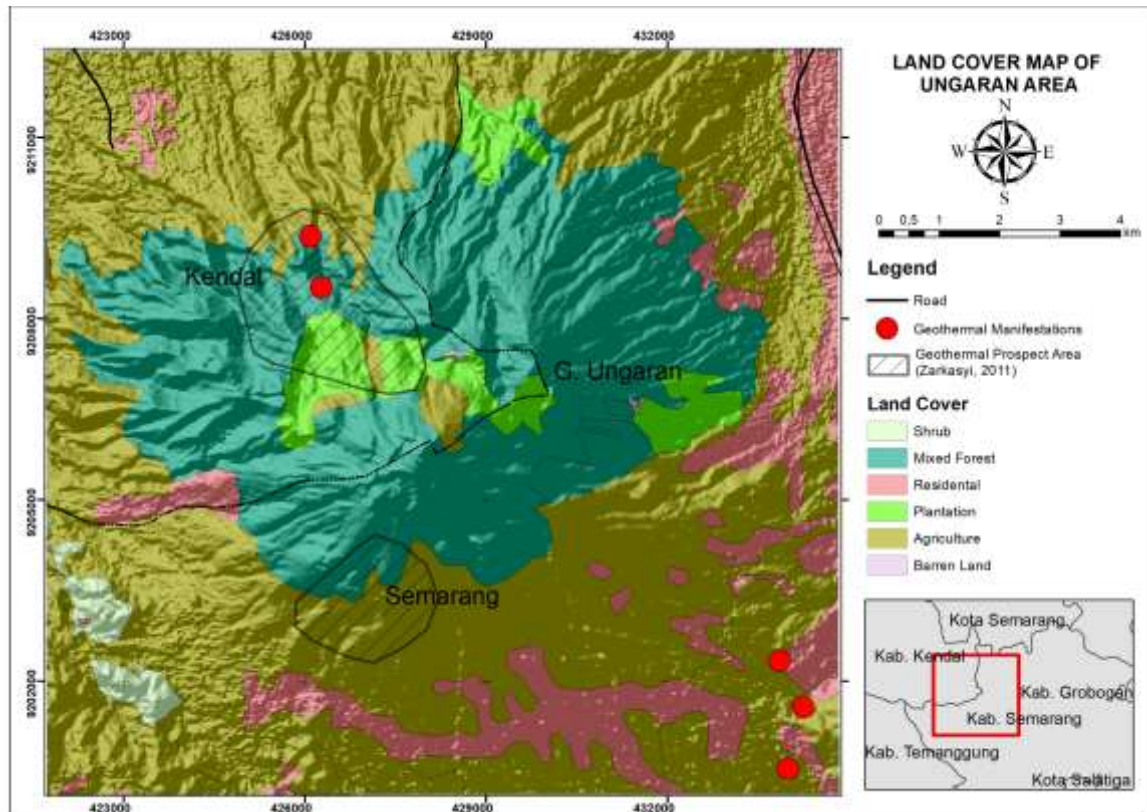 423000 426000 429000 432000
9211000
9208000
9205000
9202000
Kendal
G. Ungaran
Semarang
423000 426000 429000 432000
LAND COVER MAP OF
UNGARAN AREA
N
W E
S
0 0.5 1 2 3 4
km
Legend
Road
Geothermal Manifestations
Geothermal Prospect Area
(Zarkasyi, 2011)
Land Cover
Shrub
Mixed Forest
Residental
Plantation
Agriculture
Barren Land
Kota Semarang
Kab. Kendal
Kab. Grobogan
Kab. Semarang
Kab. Temanggung
Kota Salatiga